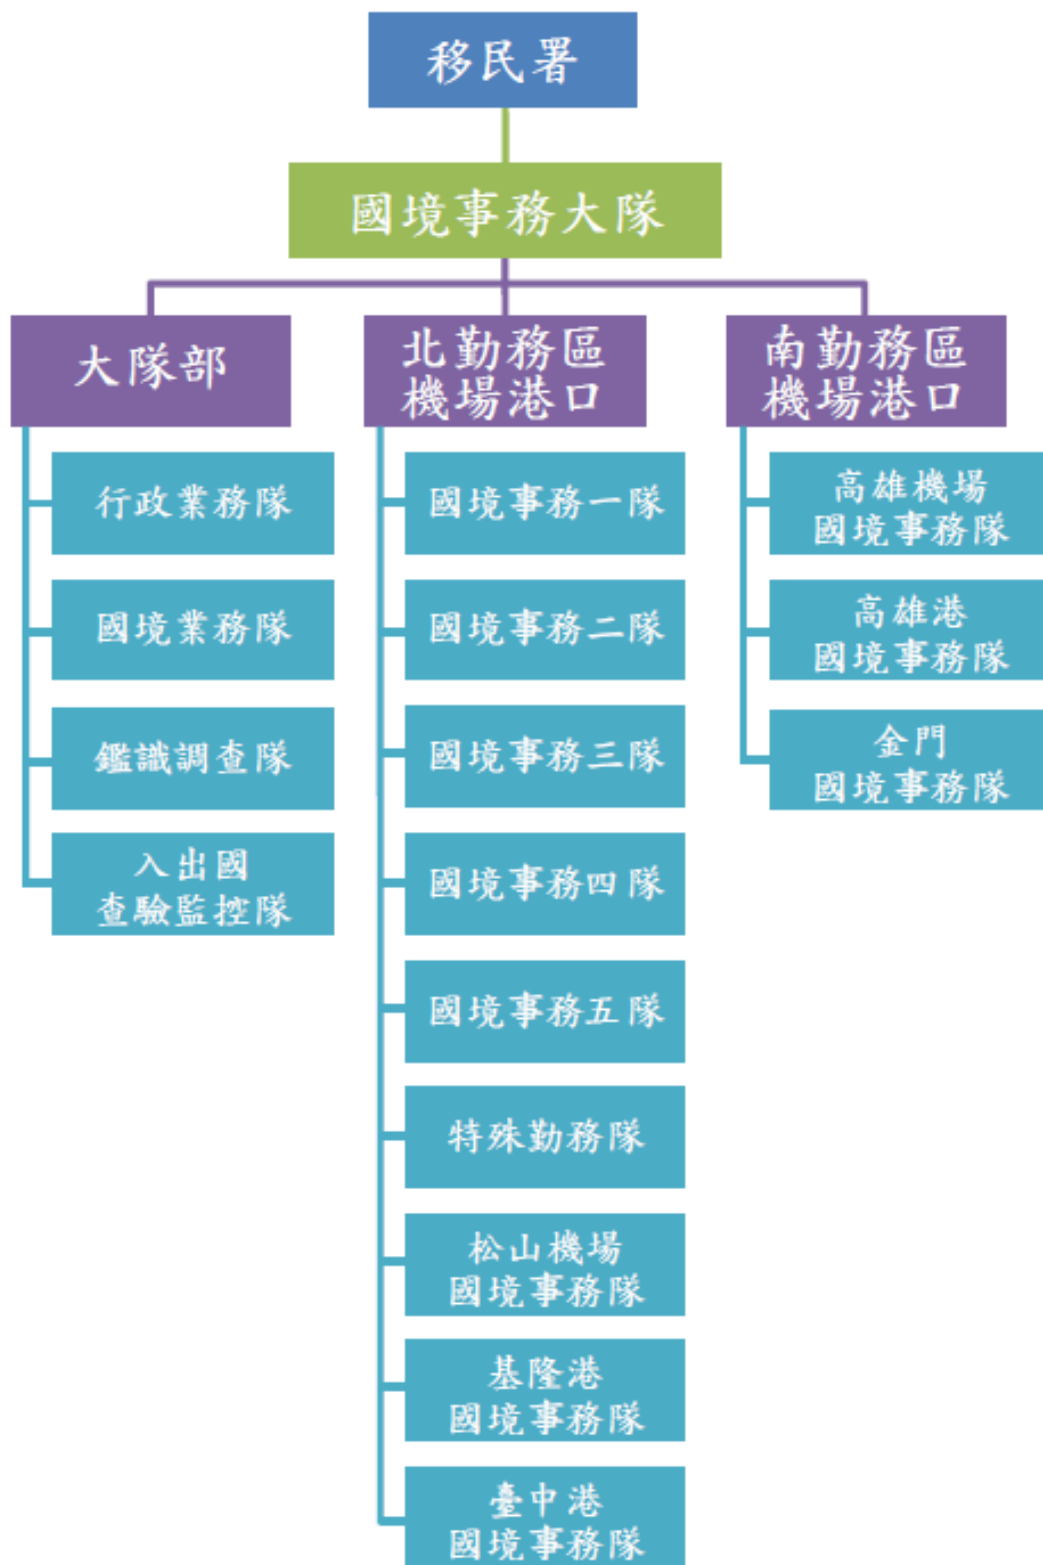 移民署
國境事務大隊
大隊部
行政業務隊
國境業務隊
鑑識調查隊
入出國
查驗監控隊
北勤務區
機場港口
國境事務一隊
國境事務二隊
國境事務三隊
國境事務四隊
國境事務五隊
特殊勤務隊
松山機場
國境事務隊
基隆港
國境事務隊
臺中港
國境事務隊
南勤務區
機場港口
高雄機場
國境事務隊
高雄港
國境事務隊
金門
國境事務隊